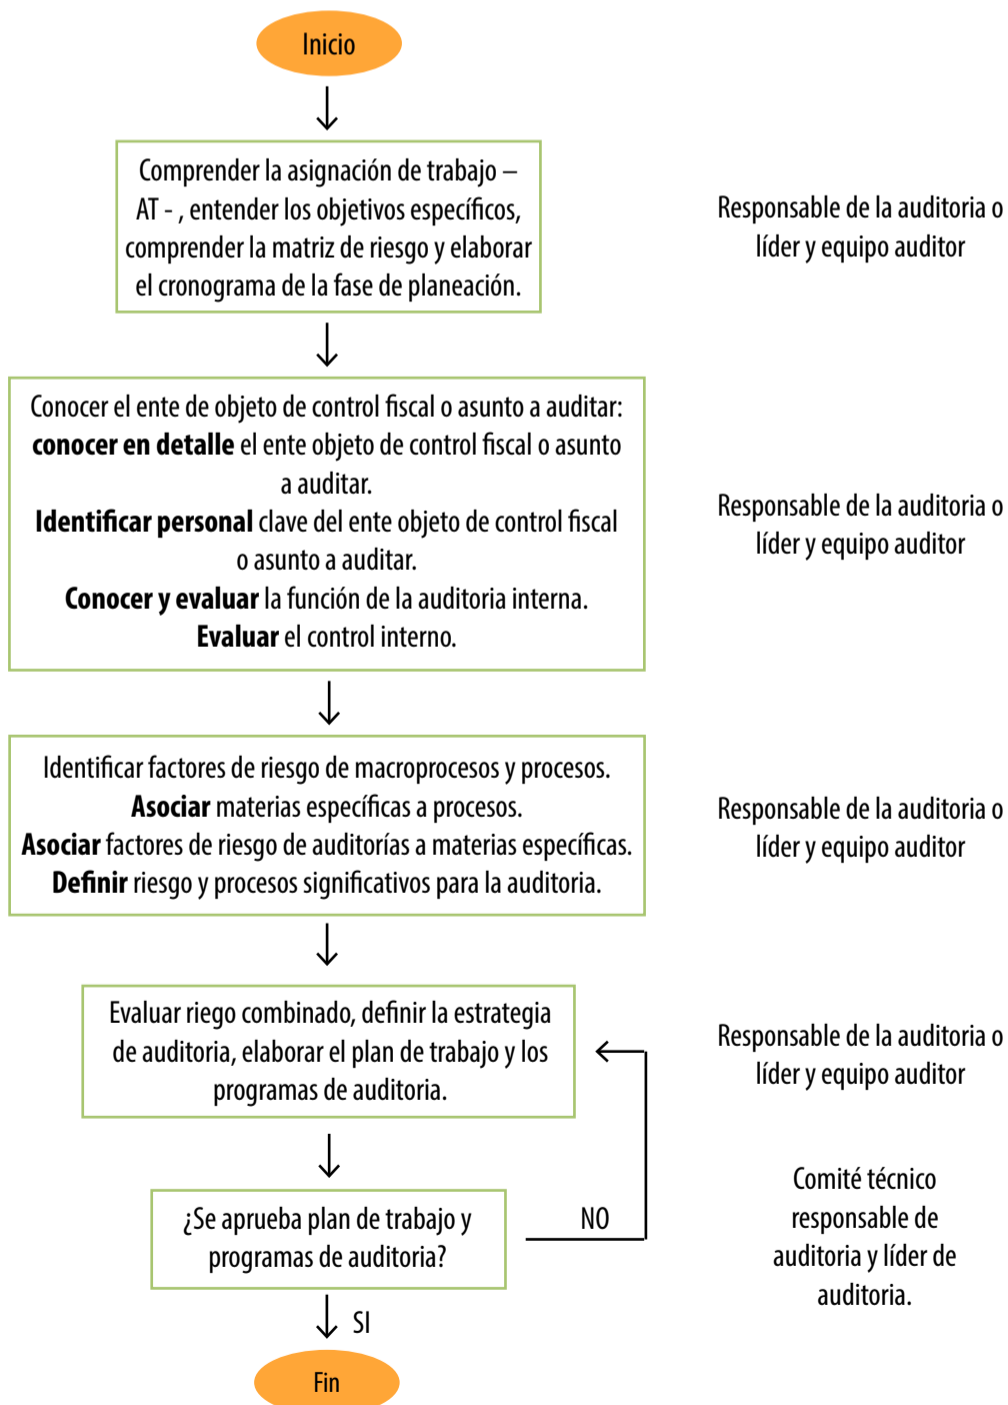 Inicio
Comprender la asignación de trabajo –
AT - , entender los objetivos específicos,
comprender la matriz de riesgo y elaborar
el cronograma de la fase de planeación.
Responsable de la auditoria o
líder y equipo auditor
Conocer el ente de objeto de control fiscal o asunto a auditar:
conocer en detalle el ente objeto de control fiscal o asunto
a auditar.
Identificar personal clave del ente objeto de control fiscal
o asunto a auditar.
Conocer y evaluar la función de la auditoria interna.
Evaluar el control interno.
Responsable de la auditoria o
líder y equipo auditor
Identificar factores de riesgo de macroprocesos y procesos.
Asociar materias específicas a procesos.
Asociar factores de riesgo de auditorías a materias específicas.
Definir riesgo y procesos significativos para la auditoria.
Responsable de la auditoria o
líder y equipo auditor
Evaluar riego combinado, definir la estrategia
de auditoria, elaborar el plan de trabajo y los
programas de auditoria.
Responsable de la auditoria o
líder y equipo auditor
¿Se aprueba plan de trabajo y
programas de auditoria?
NO
Comité técnico
responsable de
auditoria y líder de
auditoria.
SI
Fin